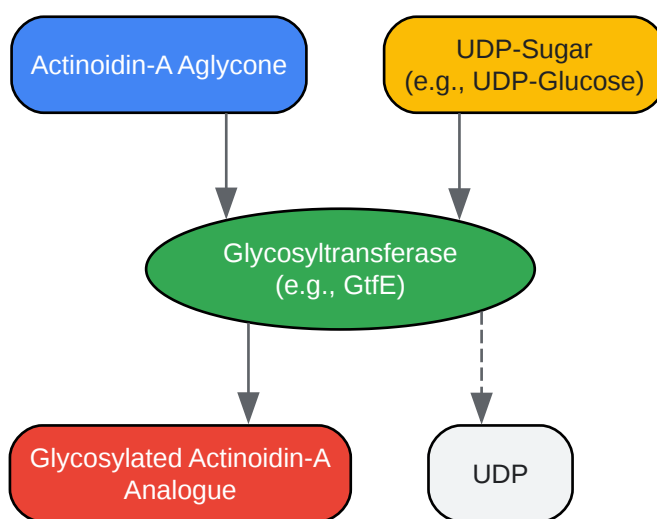 Actinoidin-A Aglycone
UDP-Sugar
(e.g., UDP-Glucose)
Glycosyltransferase
(e.g., GtfE)
Glycosylated Actinoidin-A
Analogue
UDP